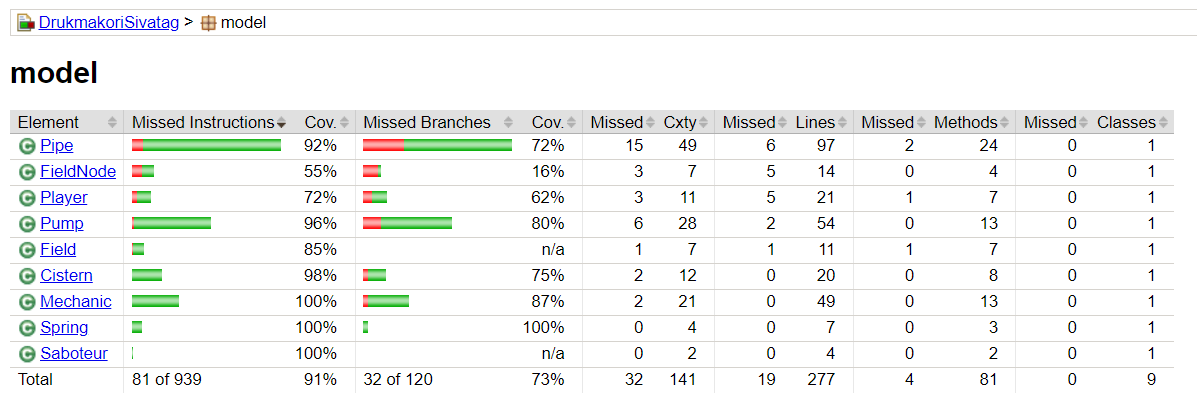 DrukmakoriSivatag > model
model
Element Missed Instructions Cov. Missed Branches Cov. Missed Cxty Missed Lines Missed Methods Missed Classes
C Pipe 92% 72% 15 49 6 97 2 24 0 1
C FieldNode 55% 16% 3 7 5 14 0 4 0 1
C Player 72% 62% 3 11 5 21 1 7 0 1
C Pump 96% 80% 6 28 2 54 0 13 0 1
C Field 85% n/a 1 7 1 11 1 7 0 1
C Cistern 98% 75% 2 12 0 20 0 8 0 1
C Mechanic 100% 87% 2 21 0 49 0 13 0 1
C Spring 100% 100% 0 4 0 7 0 3 0 1
C Saboteur 100% n/a 0 2 0 4 0 2 0 1
Total 81 of 939 91% 32 of 120 73% 32 141 19 277 4 81 0 9